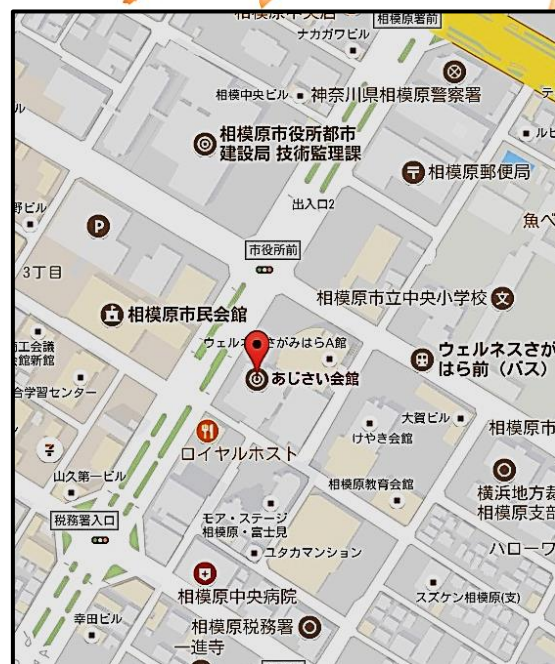 相模原署前
ナカガワビル
相模中央ビル
神奈川県相模原警察署
相模原市役所都市
建設局 技術監理課
相模原郵便局
出入口2
市役所前
P
3丁目
相模原市立中央小学校
文
相模原市民会館
ウェルネスさがみはらA館
ウェルネスさが
はら前（バス）
あじさい会館
合学習センター
大賀ビル
けやき会館
ロイヤルホスト
相模原市
山久第一ビル
相模原教育会館
相模原支部
税務署入口
モア・ステージ
相模原・富士見
ユタカマンション
ハローワ
相模原中央病院
スズケン相模原(支)
幸田ビル
相模原税務署
一進寺